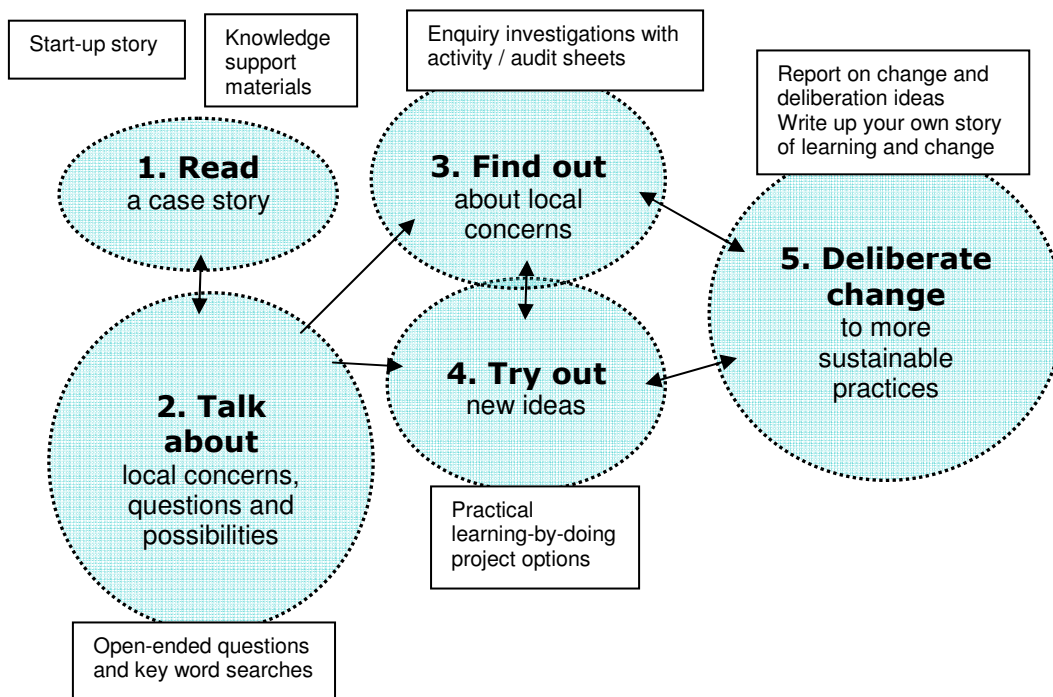 Start-up story
Knowledge
support
materials
Enquiry investigations with
activity / audit sheets
Report on change and
deliberation ideas
Write up your own story
of learning and change
1. Read
a case story
2. Talk
about
local concerns,
questions and
possibilities
3. Find out
about local
concerns
4. Try out
new ideas
5. Deliberate
change
to more
sustainable
practices
Practical
learning-by-doing
project options
Open-ended questions
and key word searches